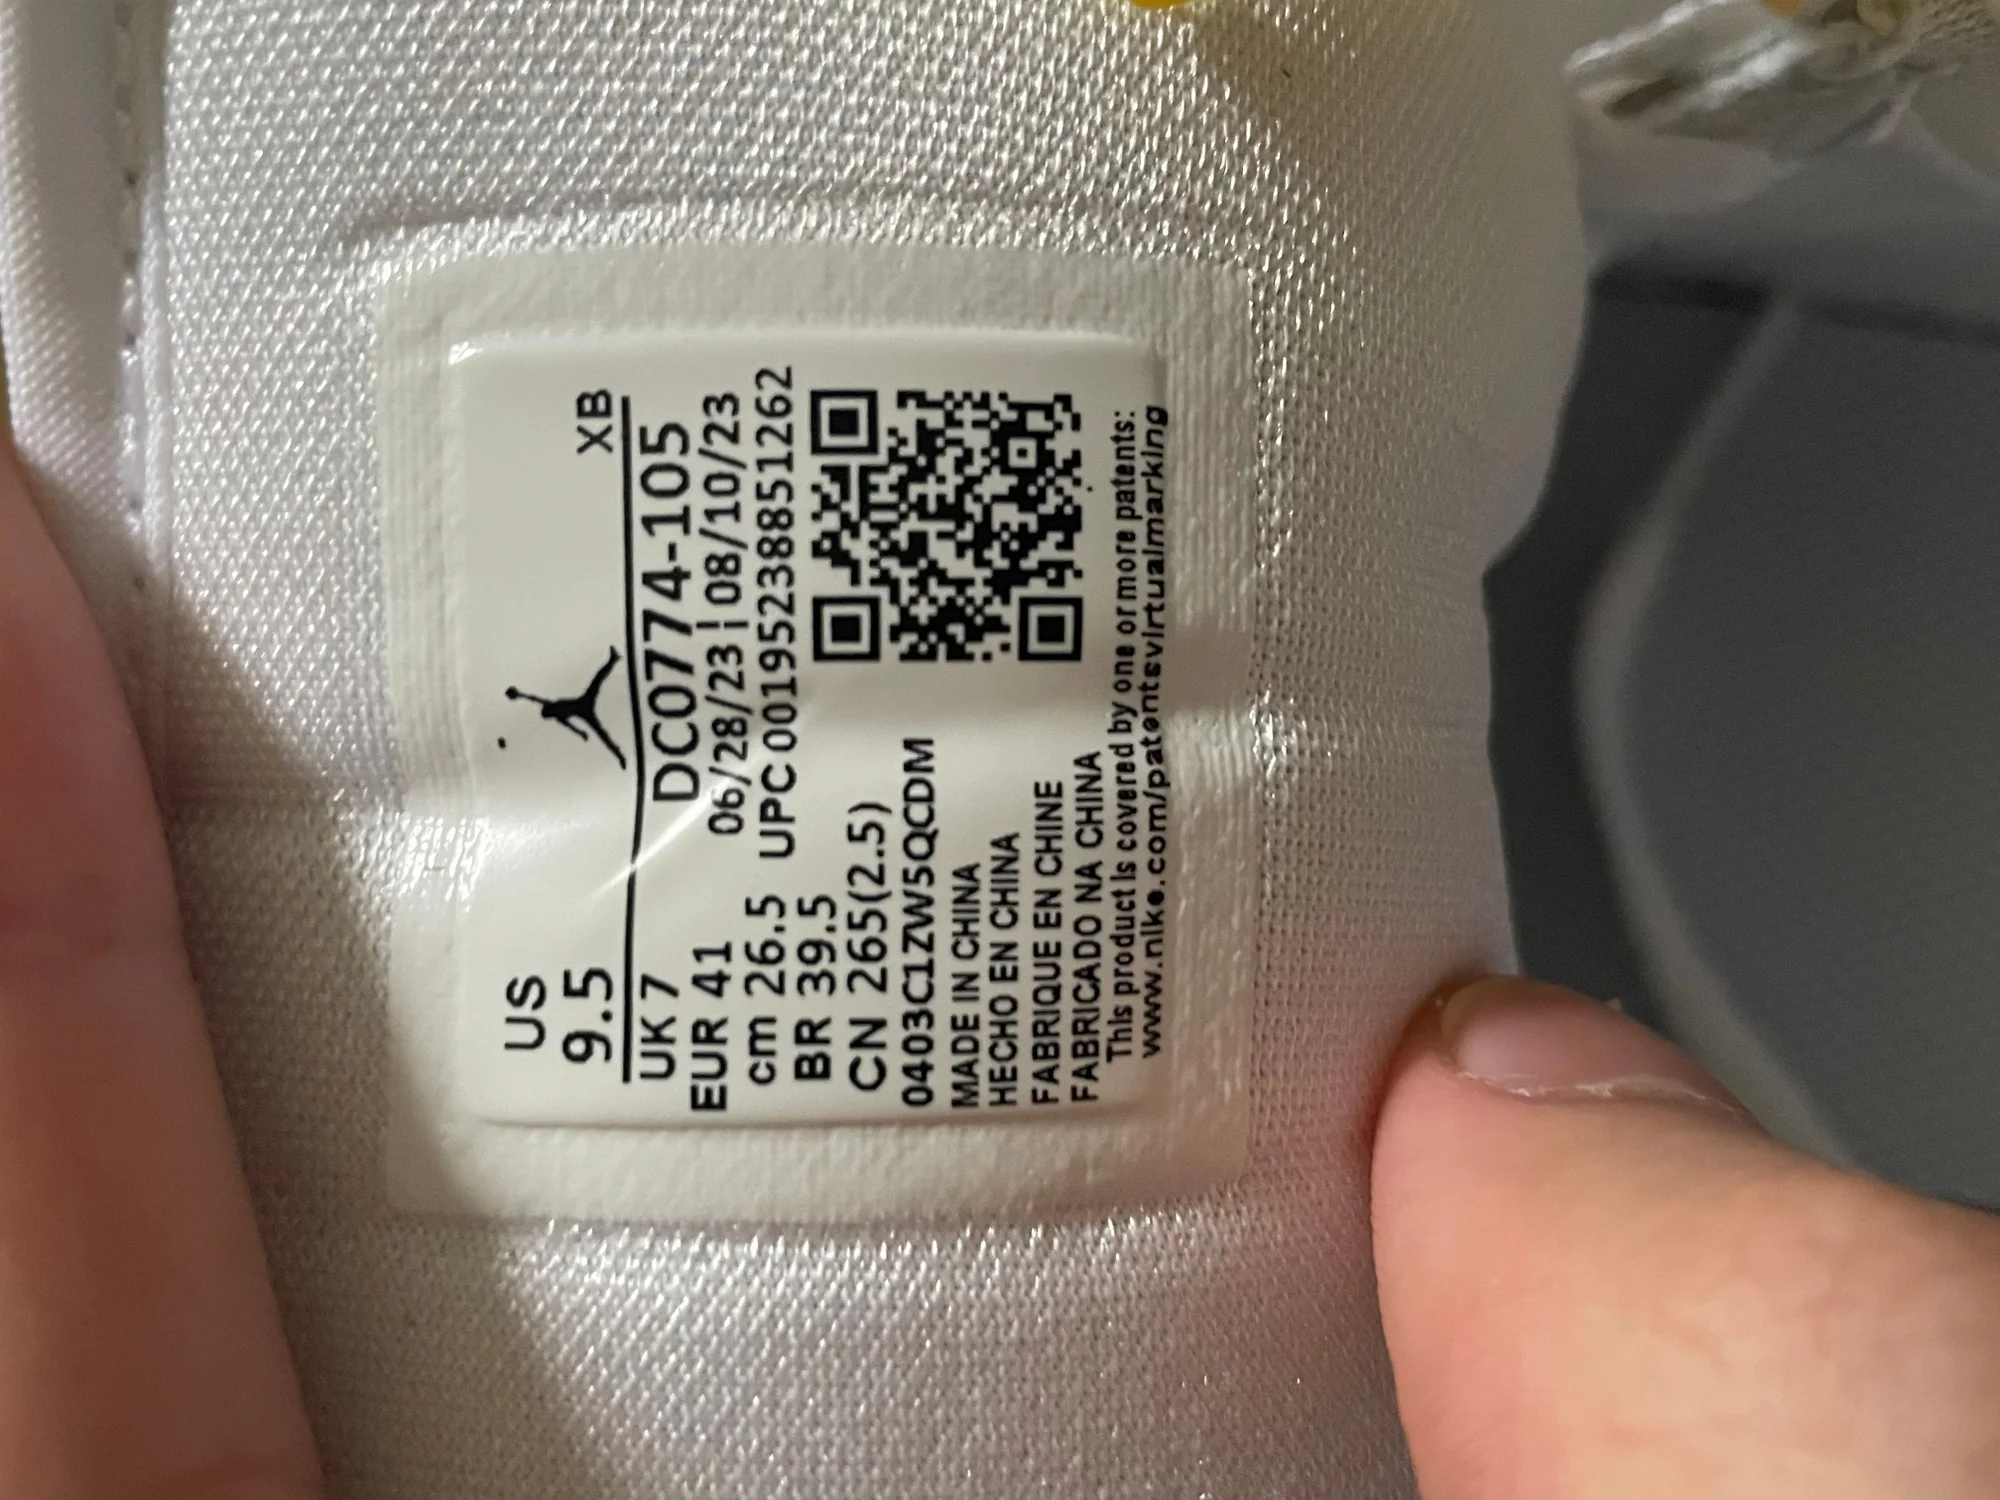 US
9.5 XB
UK 7 DC0774-105
EUR 41 06/28/23 | 08/10/23
cm 26.5 UPC 00195238851262
BR 39.5
CN 265(2.5)
0403C1ZW5QCDM
MADE IN CHINA
HECHO EN CHINA
FABRIQUE EN CHINE
FABRICADO NA CHINA
This product is covered by one or more patents:
www.nike.com/patentsvirtualmarking